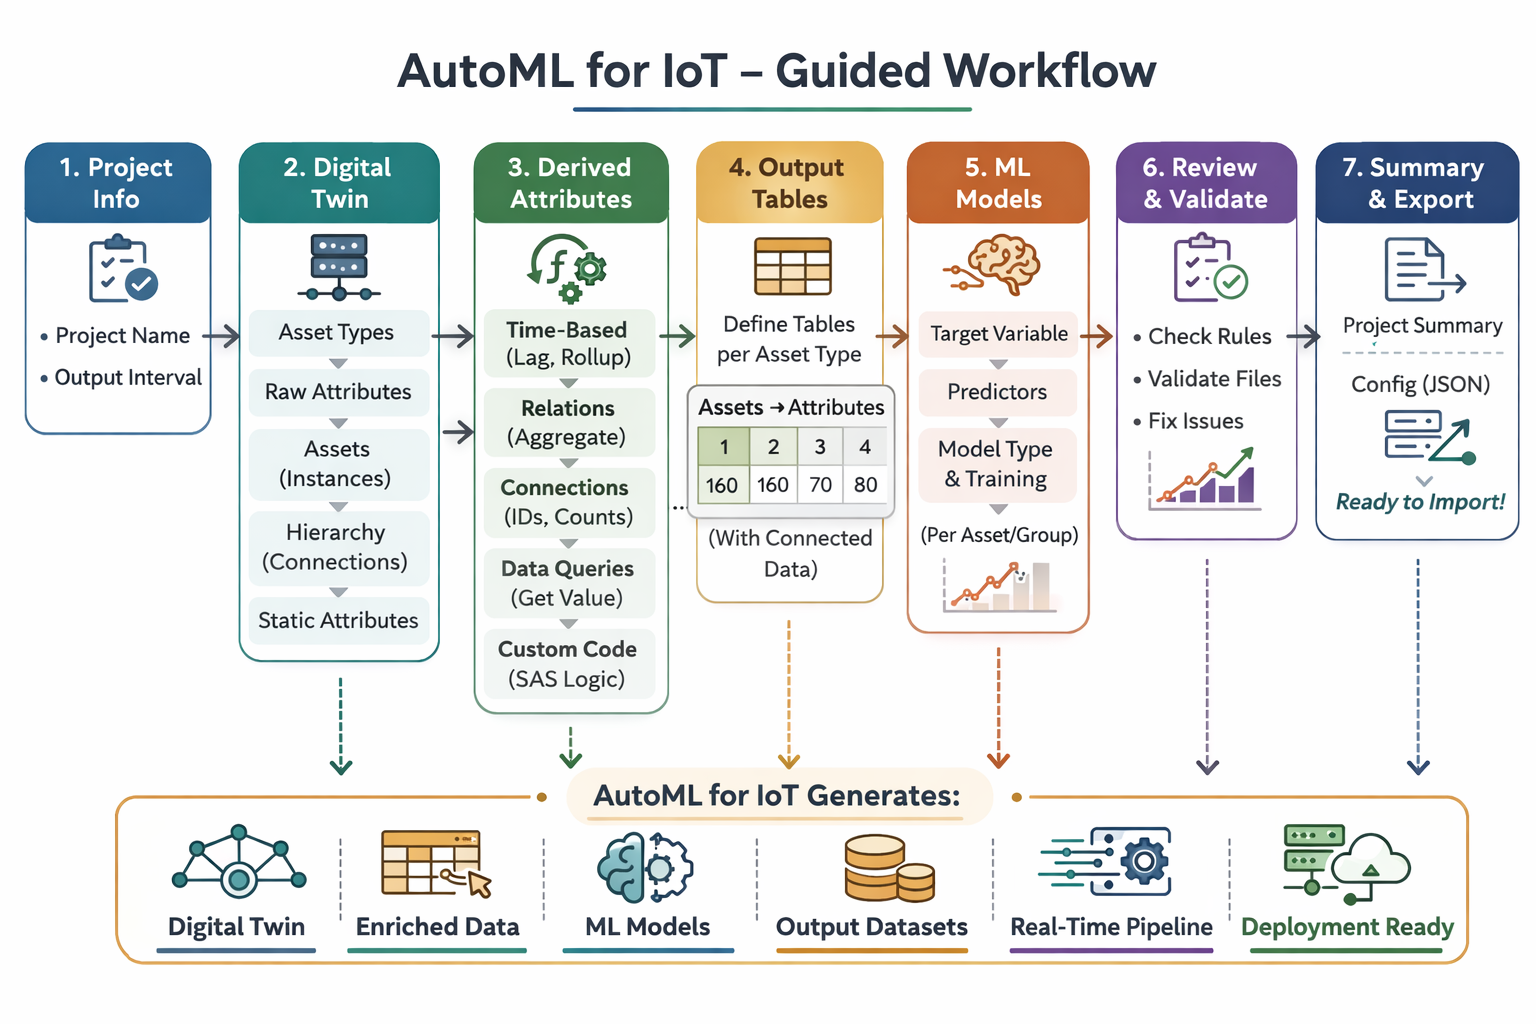 AutoML for IoT – Guided Workflow
1. Project
Info
• Project Name
• Output Interval
2. Digital
Twin
Asset Types
Raw Attributes
Assets
(Instances)
Hierarchy
(Connections)
Static Attributes
3. Derived
Attributes
f
Time-Based
(Lag, Rollup)
Relations
(Aggregate)
Connections
(IDs, Counts)
Data Queries
(Get Value)
Custom Code
(SAS Logic)
4. Output
Tables
Define Tables
per Asset Type
Assets → Attributes
1 2 3 4
160 160 70 80
...
(With Connected
Data)
5. ML
Models
Target Variable
Predictors
Model Type
& Training
(Per Asset/Group)
6. Review
& Validate
• Check Rules
• Validate Files
• Fix Issues
7. Summary
& Export
Project Summary
Config (JSON)
Ready to Import!
AutoML for IoT Generates:
Digital Twin
Enriched Data
ML Models
Output Datasets
Real-Time Pipeline
Deployment Ready